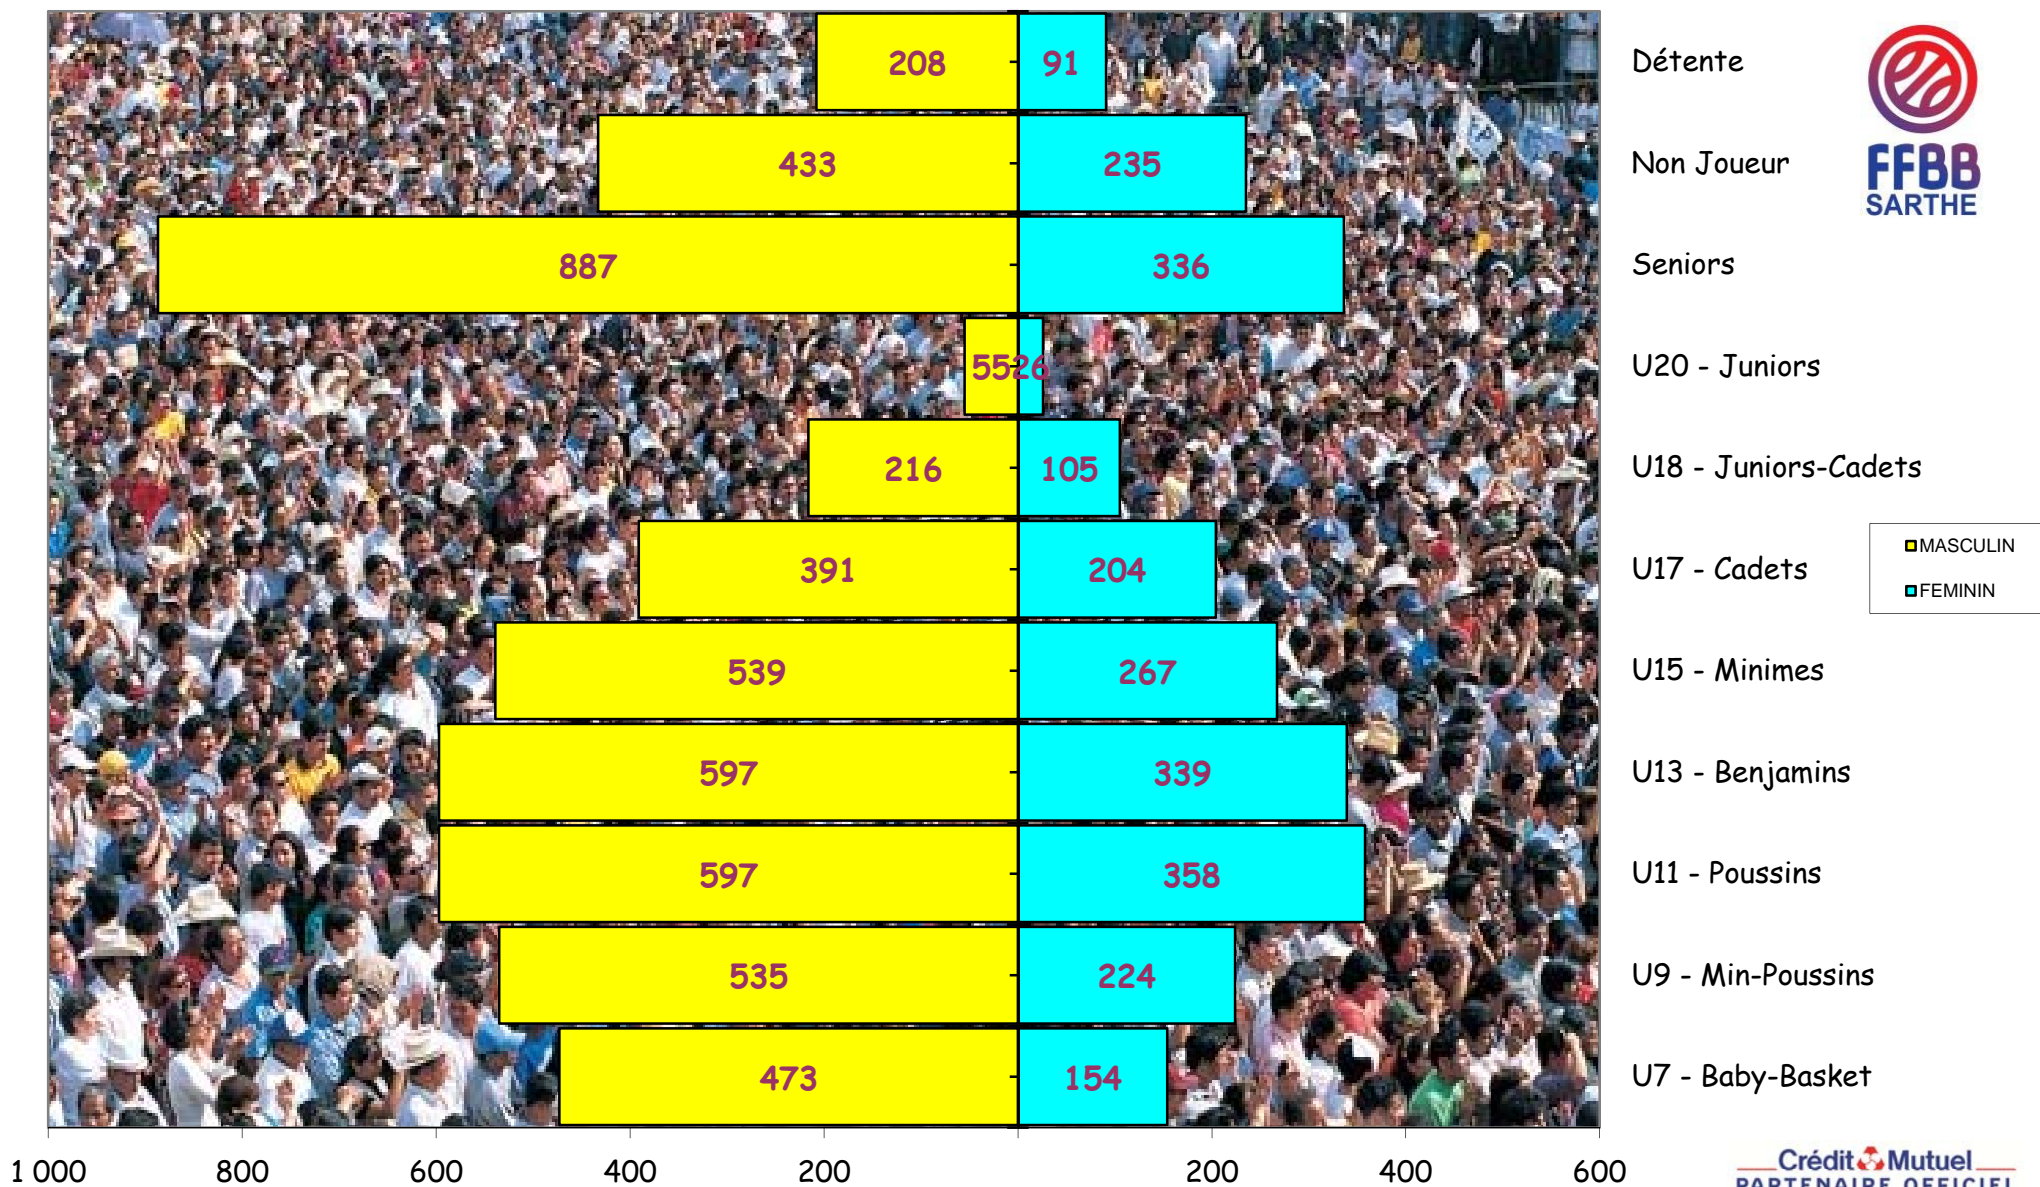 208 91 Détente
433 235 Non Joueur
FFBB
SARTHE
887 336 Seniors
55 26 U20 - Juniors
216 105 U18 - Juniors-Cadets
391 204 U17 - Cadets
MASCULIN
FEMININ
539 267 U15 - Minimes
597 339 U13 - Benjamins
597 358 U11 - Poussins
535 224 U9 - Min-Poussins
473 154 U7 - Baby-Basket
1 000 800 600 400 200 200 400 600
Crédit Mutuel
PARTENAIRE OFFICIEL